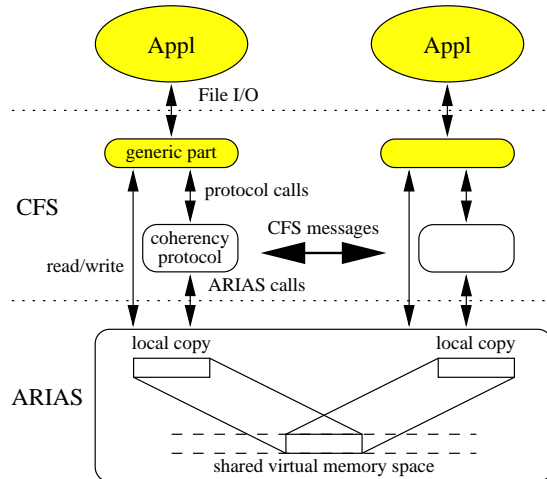 Appl
Appl
File I/O
generic part
protocol calls
CFS
CFS messages
coherency
protocol
read/write
ARIAS calls
local copy
local copy
ARIAS
shared virtual memory space